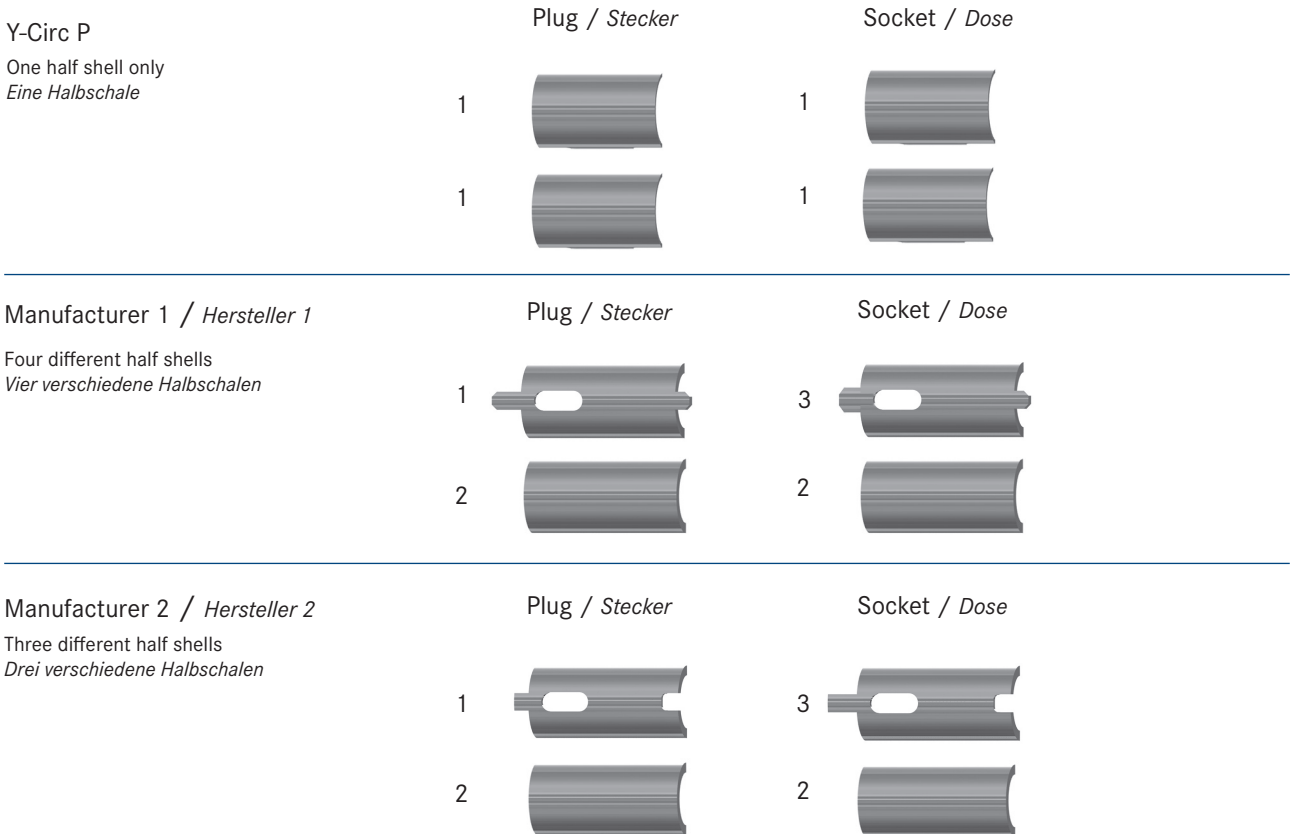 Y-Circ P
One half shell only
Eine Halbschale
Plug / Stecker
Socket / Dose
1
1
1
1
Manufacturer 1 / Hersteller 1
Four different half shells
Vier verschiedene Halbschalen
Plug / Stecker
Socket / Dose
1
3
2
2
Manufacturer 2 / Hersteller 2
Three different half shells
Drei verschiedene Halbschalen
Plug / Stecker
Socket / Dose
1
3
2
2